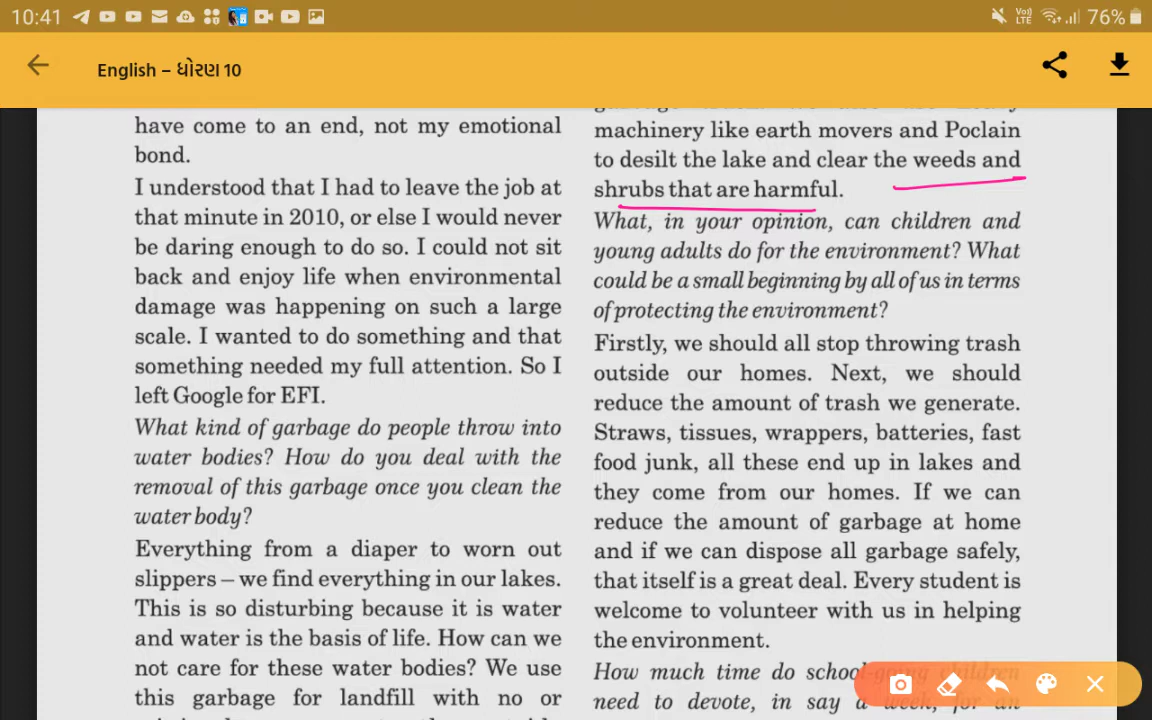 10:41
Vo)) LTE
76%
English – ધોરણ 10
have come to an end, not my emotional
bond.
I understood that I had to leave the job at
that minute in 2010, or else I would never
be daring enough to do so. I could not sit
back and enjoy life when environmental
damage was happening on such a large
scale. I wanted to do something and that
something needed my full attention. So I
left Google for EFI.
What kind of garbage do people throw into
water bodies? How do you deal with the
removal of this garbage once you clean the
water body?
Everything from a diaper to worn out
slippers – we find everything in our lakes.
This is so disturbing because it is water
and water is the basis of life. How can we
not care for these water bodies? We use
this garbage for landfill with no or
machinery like earth movers and Poclain
to desilt the lake and clear the weeds and
shrubs that are harmful.
What, in your opinion, can children and
young adults do for the environment? What
could be a small beginning by all of us in terms
of protecting the environment?
Firstly, we should all stop throwing trash
outside our homes. Next, we should
reduce the amount of trash we generate.
Straws, tissues, wrappers, batteries, fast
food junk, all these end up in lakes and
they come from our homes. If we can
reduce the amount of garbage at home
and if we can dispose all garbage safely,
that itself is a great deal. Every student is
welcome to volunteer with us in helping
the environment.
How much time do school-going children
need to devote, in say a week, for an